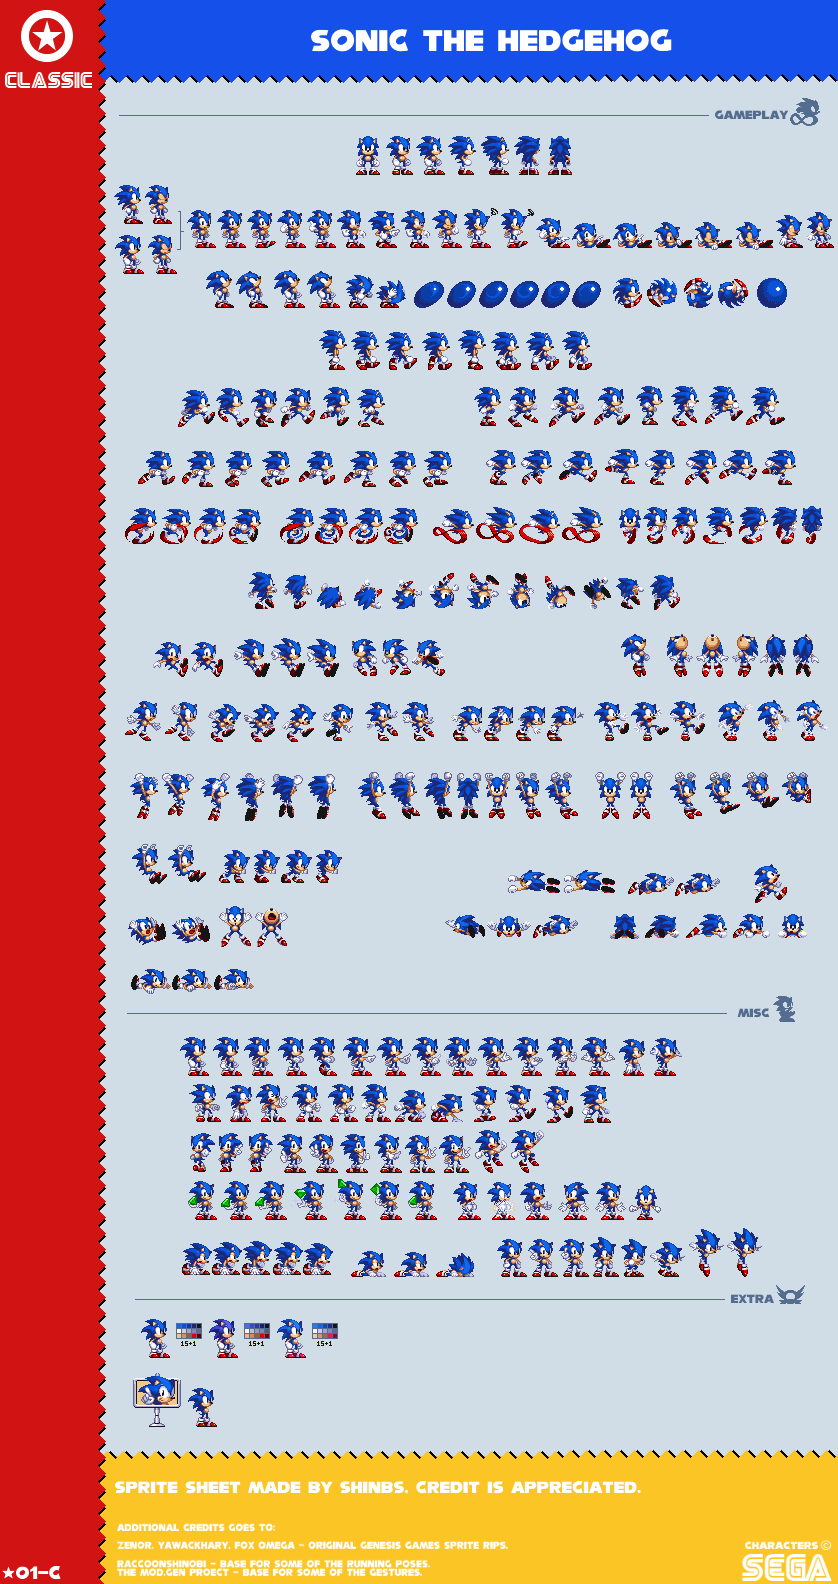 CLASSIC
SONIC THE HEDGEHOG
GAMEPLAY
MISC
EXTRA
15+1
15+1
15+1
SPRITE SHEET MADE BY SHINBS. CREDIT IS APPRECIATED.
ADDITIONAL CREDITS GOES TO:
ZENOR, YAWACKHARY, FOX OMEGA - ORIGINAL GENESIS GAMES SPRITE RIPS.
RACCOONSHINOBI - BASE FOR SOME OF THE RUNNING POSES.
THE MOD.GEN PROECT - BASE FOR SOME OF THE GESTURES.
CHARACTERS ©
SEGA
★01-C